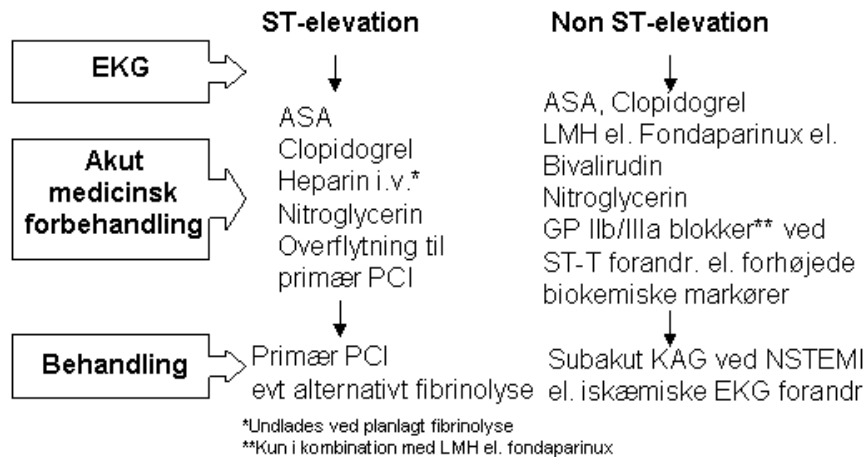 ST-elevation
Non ST-elevation
EKG
Akut
medicinsk
forbehandling
ASA
Clopidogrel
Heparin i.v.*
Nitroglycerin
Overflytning til
primær PCI
ASA, Clopidogrel
LMH el. Fondaparinux el.
Bivalirudin
Nitroglycerin
GP IIb/IIIa blokker** ved
ST-T forandr. el. forhøjede
biokemiske markører
Behandling
Primær PCI
evt alternativt fibrinolyse
Subakut KAG ved NSTEMI
el. iskæmiske EKG forandr
*Undlades ved planlagt fibrinolyse
**Kun i kombination med LMH el. fondaparinux